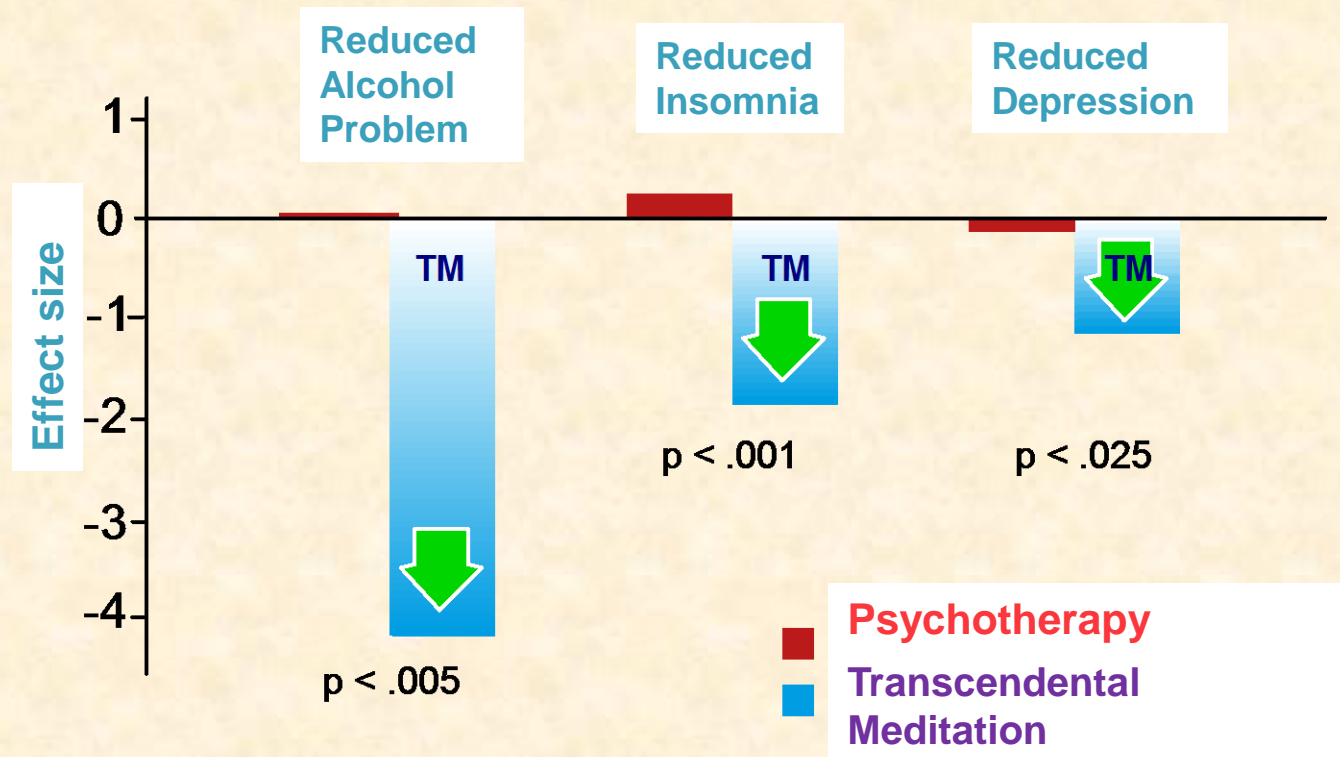 Reduced
Alcohol
Problem
Reduced
Insomnia
Reduced
Depression
1
0
-1
-2
-3
-4
Effect size
TM
TM
TM
p < .005
p < .001
p < .025
Psychotherapy
Transcendental
Meditation